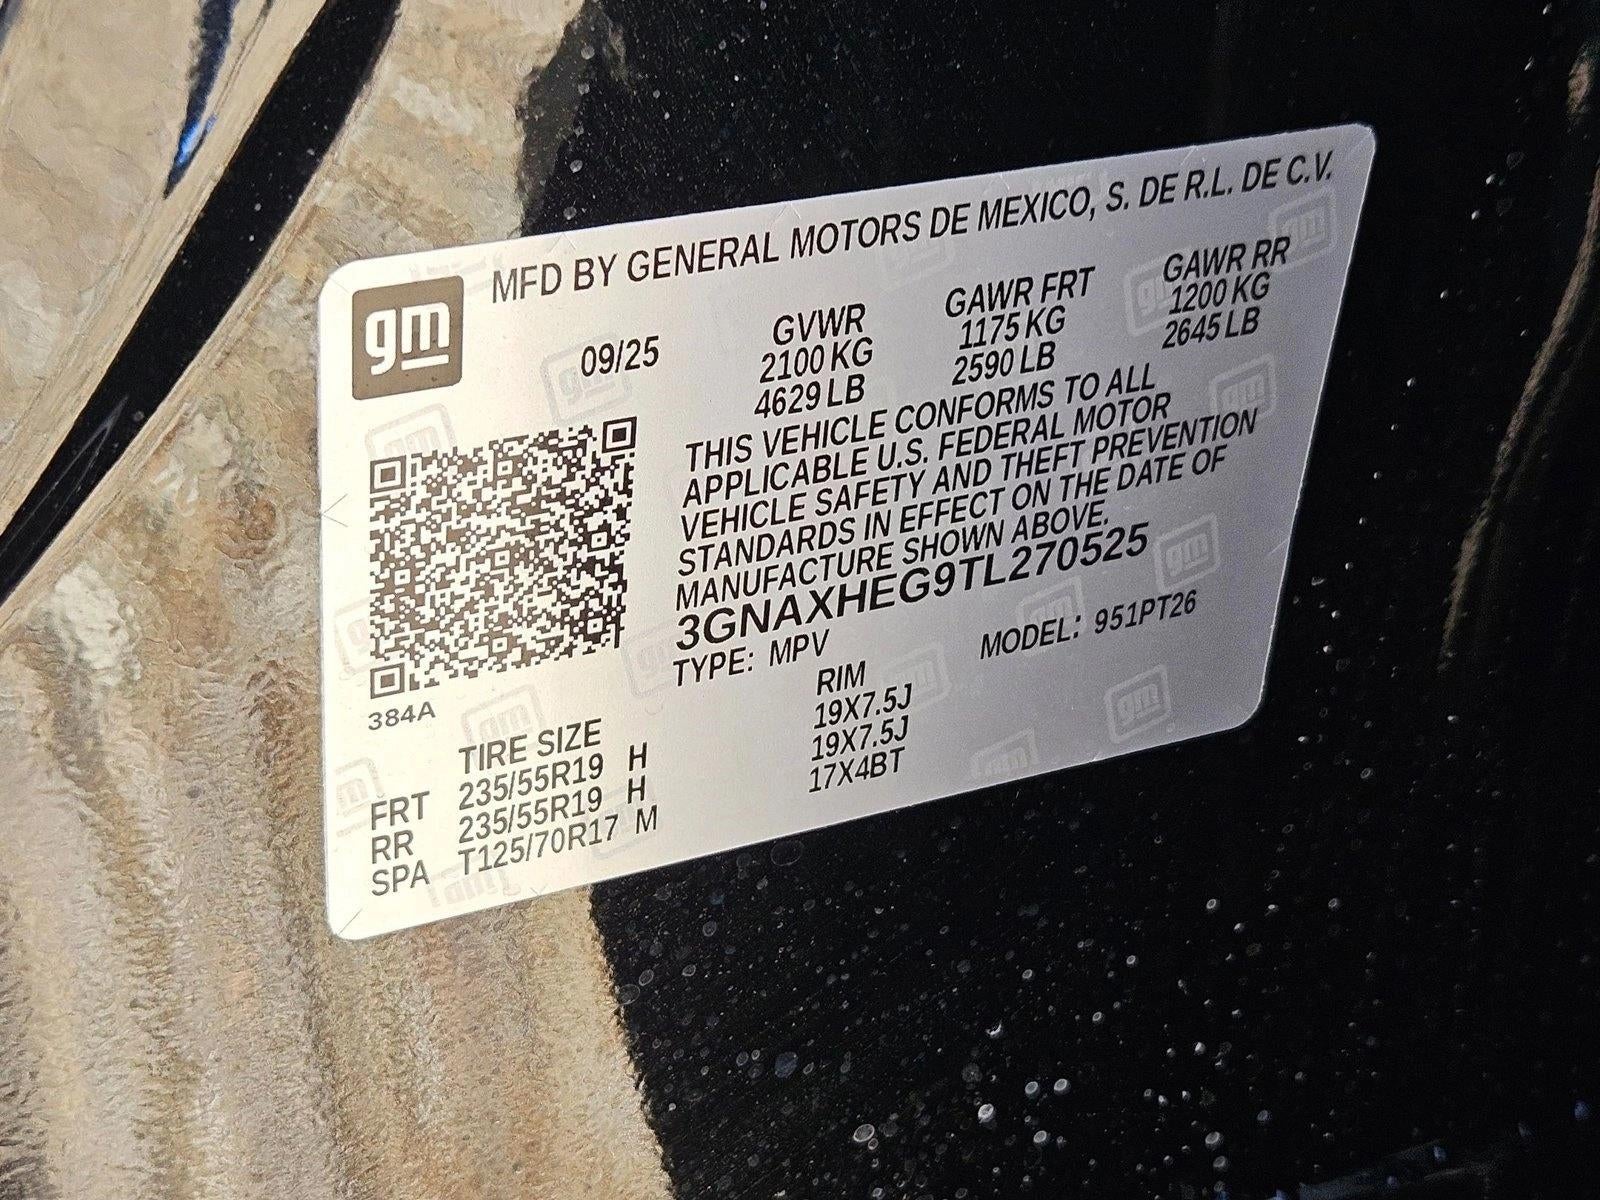 MFD BY GENERAL MOTORS DE MEXICO, S. DE R.L. DE C.V.
gm
09/25
GVWR
2100 KG
4629 LB
GAWR FRT
1175 KG
2590 LB
GAWR RR
1200 KG
2645 LB
THIS VEHICLE CONFORMS TO ALL
APPLICABLE U.S. FEDERAL MOTOR
VEHICLE SAFETY AND THEFT PREVENTION
STANDARDS IN EFFECT ON THE DATE OF
MANUFACTURE SHOWN ABOVE.
3GNAXHEG9TL270525
TYPE: MPV
MODEL: 951PT26
384A
TIRE SIZE
RIM
FRT 235/55R19 H 19X7.5J
RR 235/55R19 H 19X7.5J
SPA T125/70R17 M 17X4BT